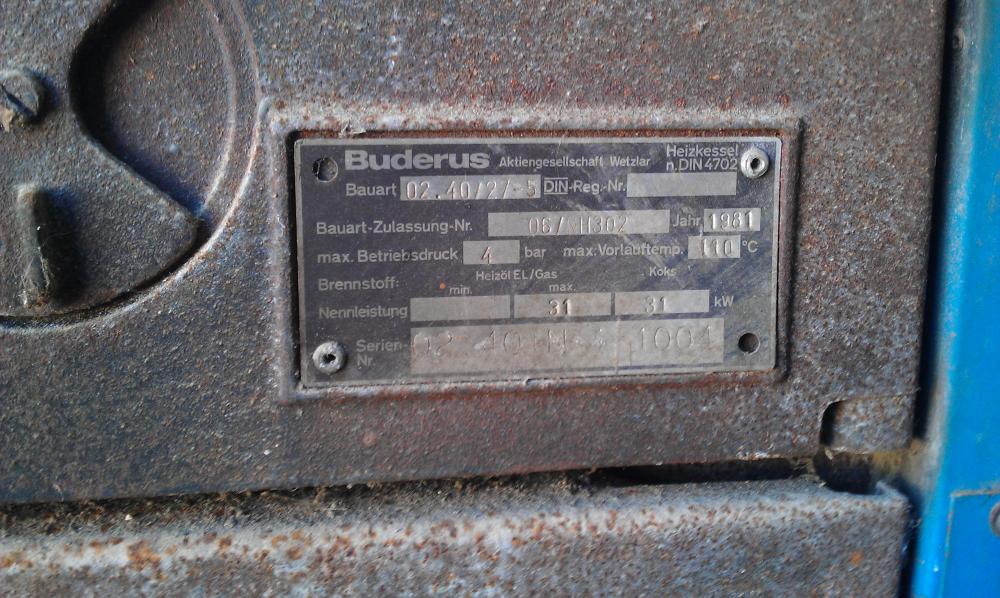 Buderus Aktiengesellschaft Wetzlar Heizkessel n.DIN 4702
Bauart 02.40/27-5 DIN-Reg.-Nr.
Bauart-Zulassung-Nr. Jahr 1981
max. Betriebsdruck 4 bar max. Vorlauftemp. 110 °C
Brennstoff: Heizöl EL/Gas Koks
min. max.
Nennleistung 31 31 kW
Serien-Nr. 1004